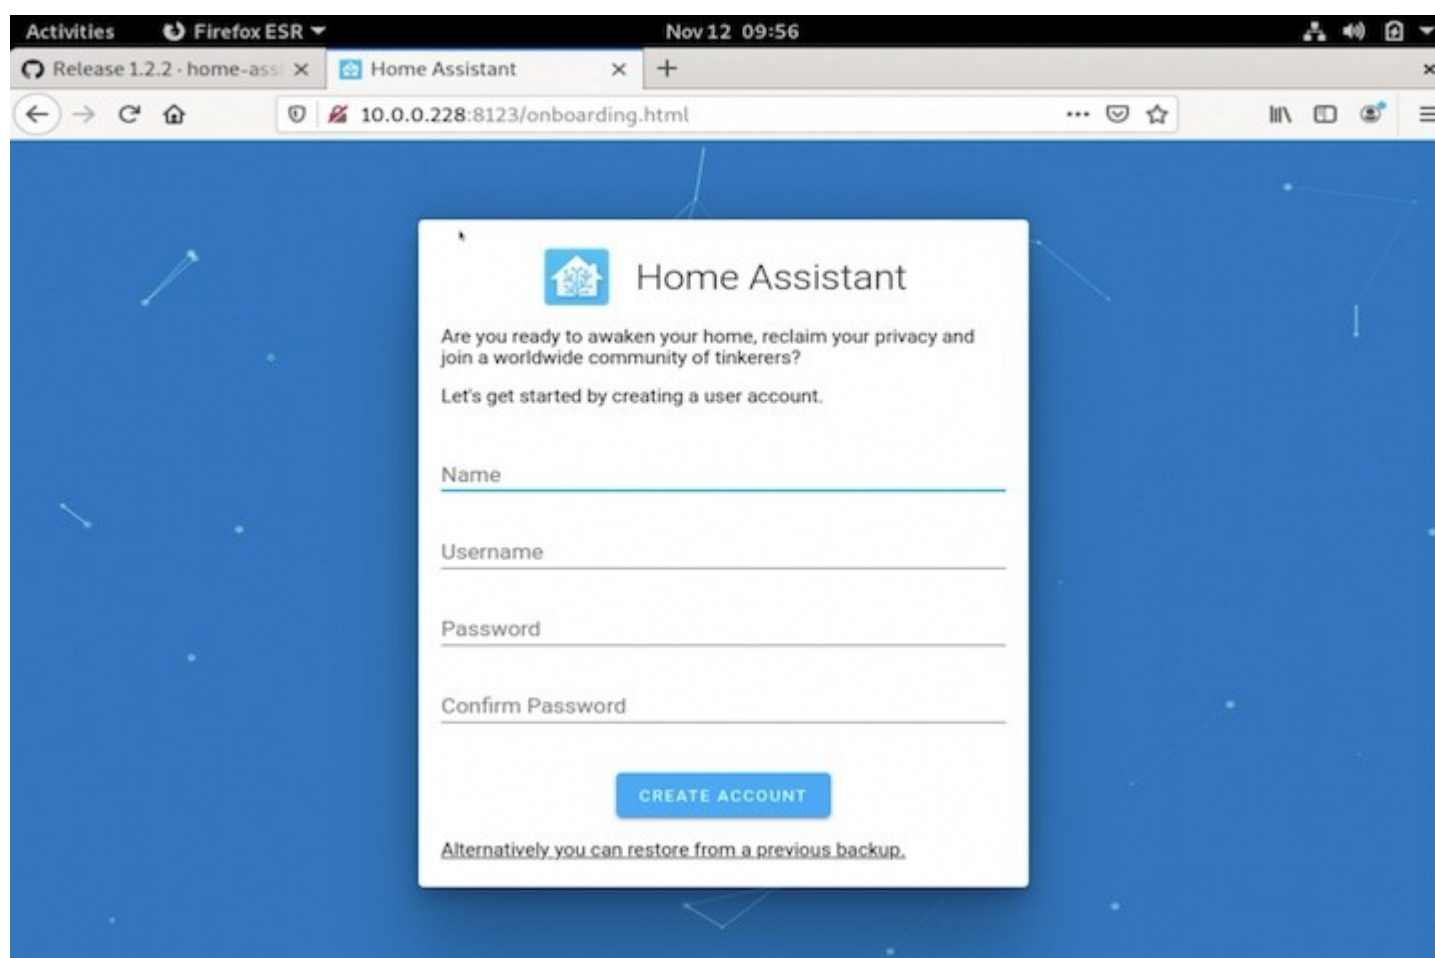 Activities Firefox ESR Nov 12 09:56
Release 1.2.2 · home-ass Home Assistant
10.0.0.228:8123/onboarding.html
Home Assistant
Are you ready to awaken your home, reclaim your privacy and
join a worldwide community of tinkerers?
Let's get started by creating a user account.
Name
Username
Password
Confirm Password
CREATE ACCOUNT
Alternatively you can restore from a previous backup.